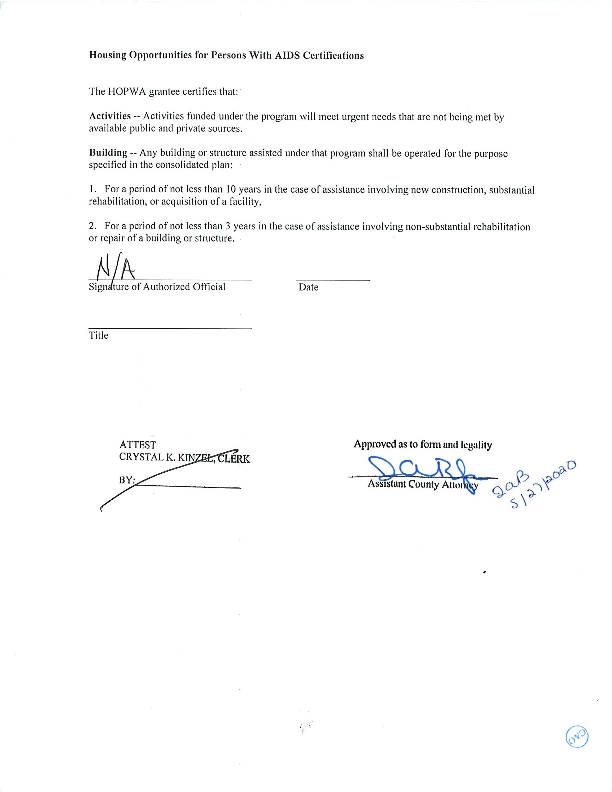 Housing Opportunities for Persons With AIDS Certifications
The HOPWA grantee certifies that:
Activities -- Activities funded under the program will meet urgent needs that are not being met by
available public and private sources.
Building -- Any building or structure assisted under that program shall be operated for the purpose
specified in the consolidated plan:
1. For a period of not less than 10 years in the case of assistance involving new construction, substantial
rehabilitation, or acquisition of a facility,
2. For a period of not less than 3 years in the case of assistance involving non-substantial rehabilitation
or repair of a building or structure.
N/A
Signature of Authorized Official Date
Title
ATTEST
CRYSTAL K. KINZEL, CLERK
BY:
Approved as to form and legality
Assistant County Attorney
5/27/2020
CAO